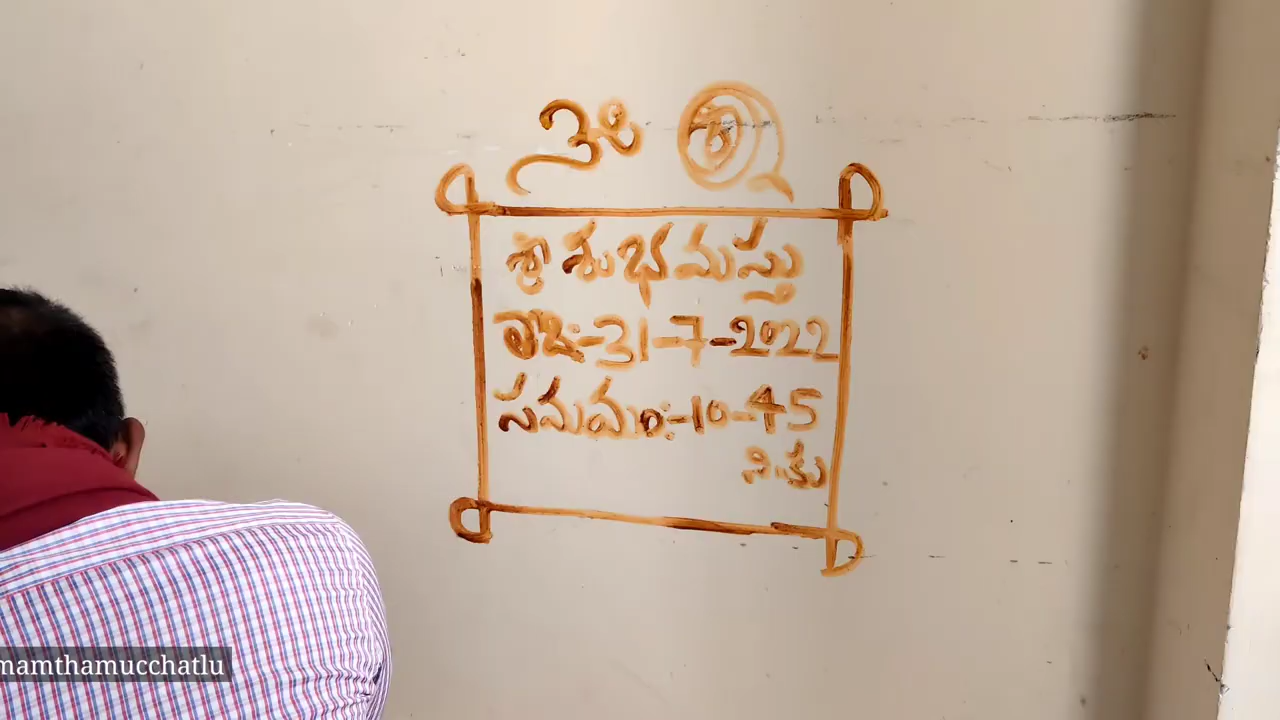 శ్రీ
శ్రీ శుభమస్తు
తేది:-31-7-2022
సమయం:-10-45
ని.కు
mamthamucchatlu